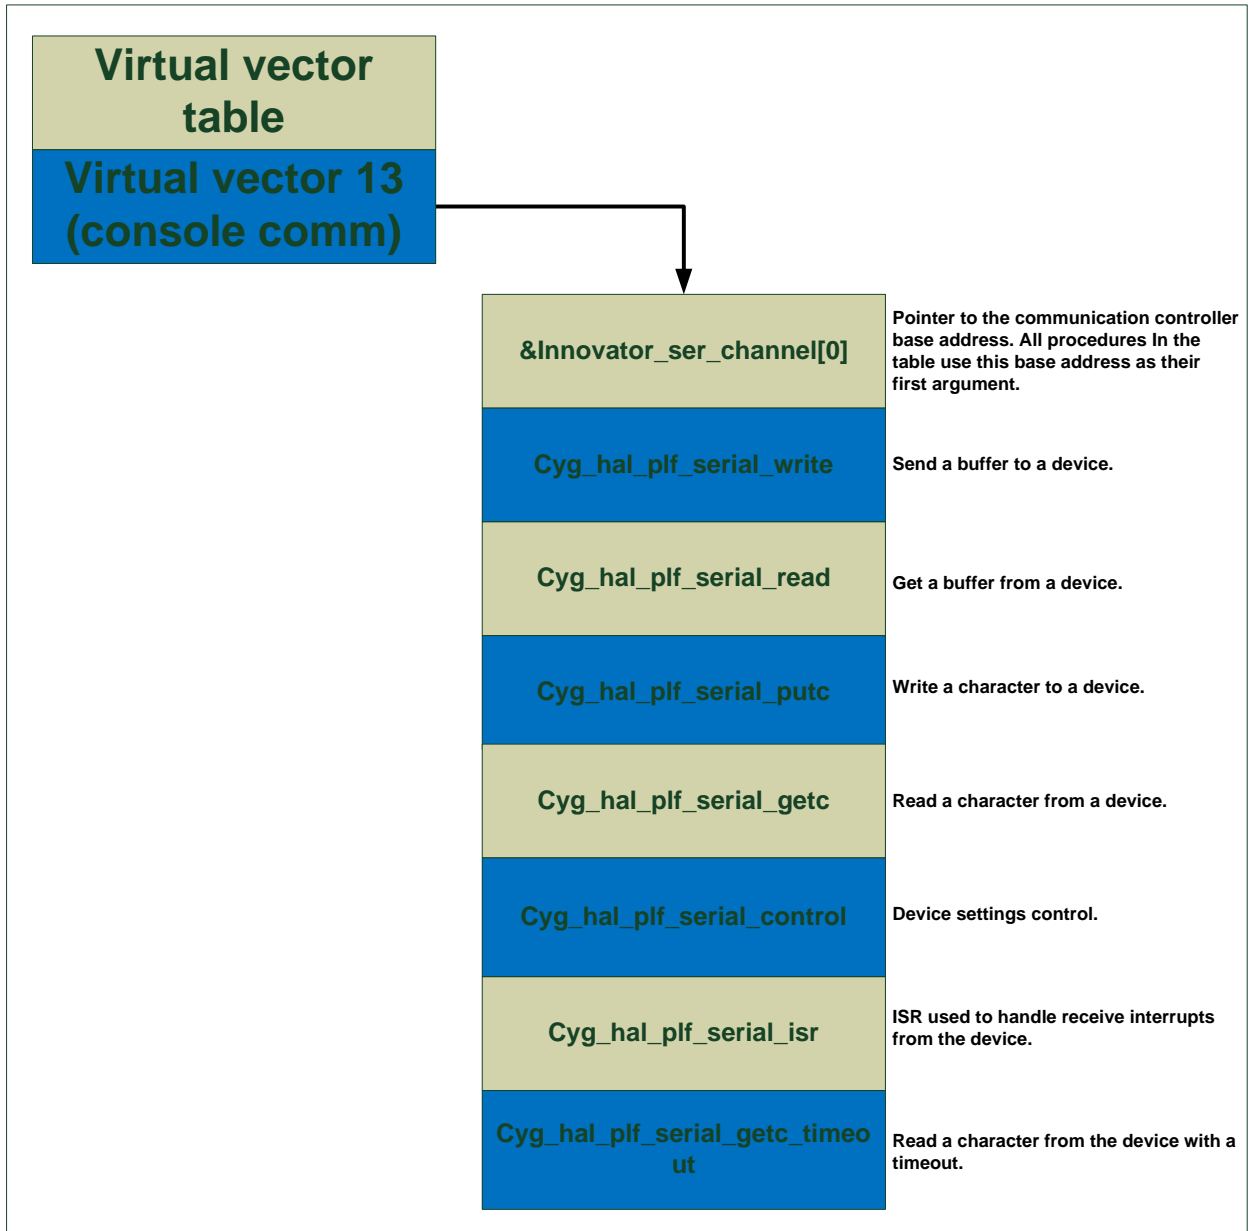 Virtual vector
table
Virtual vector 13
(console comm)
&Innovator_ser_channel[0]
Pointer to the communication controller
base address. All procedures In the
table use this base address as their
first argument.
Cyg_hal_plf_serial_write
Send a buffer to a device.
Cyg_hal_plf_serial_read
Get a buffer from a device.
Cyg_hal_plf_serial_putc
Write a character to a device.
Cyg_hal_plf_serial_getc
Read a character from a device.
Cyg_hal_plf_serial_control
Device settings control.
Cyg_hal_plf_serial_isr
ISR used to handle receive interrupts
from the device.
Cyg_hal_plf_serial_getc_timeo
ut
Read a character from the device with a
timeout.